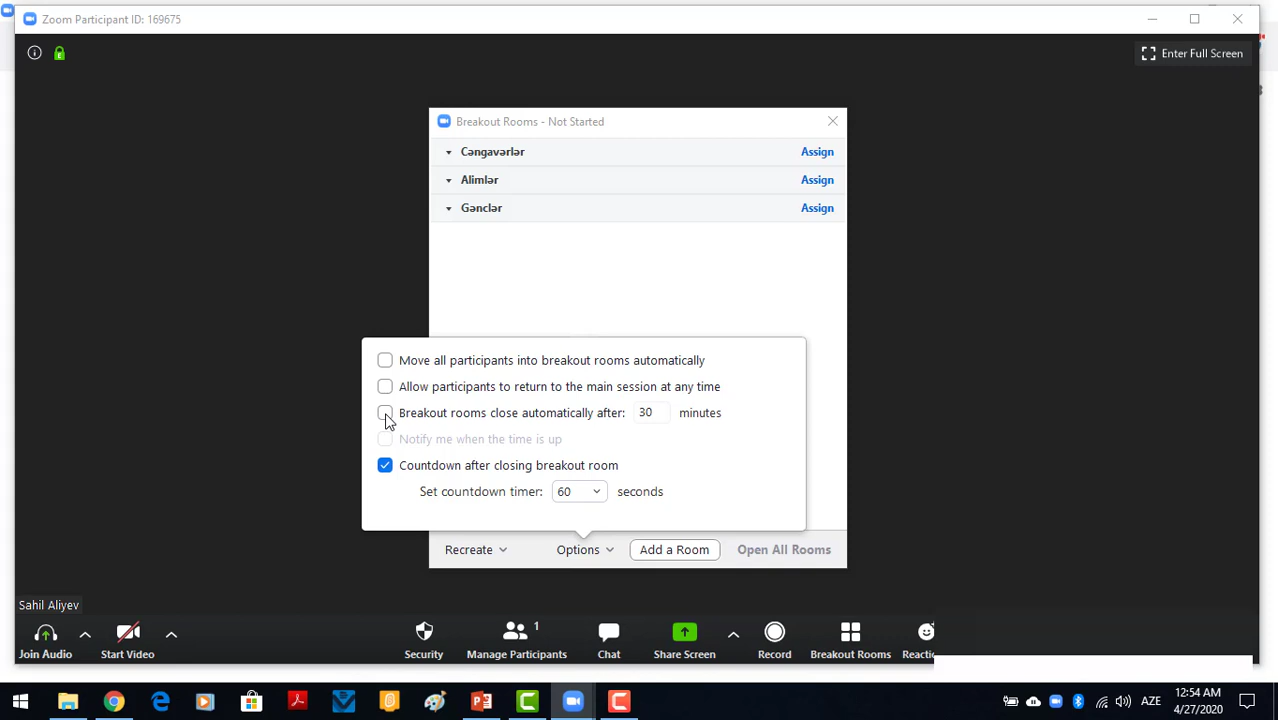 Zoom Participant ID: 169675
Enter Full Screen
Breakout Rooms - Not Started
Cəngavərlər Assign
Alimlər Assign
Gənclər Assign
Move all participants into breakout rooms automatically
Allow participants to return to the main session at any time
Breakout rooms close automatically after: 30 minutes
Notify me when the time is up
Countdown after closing breakout room
Set countdown timer: 60 seconds
Recreate Options Add a Room Open All Rooms
Sahil Aliyev
1
Join Audio Start Video Security Manage Participants Chat Share Screen Record Breakout Rooms Reactic
AZE
12:54 AM
4/27/2020